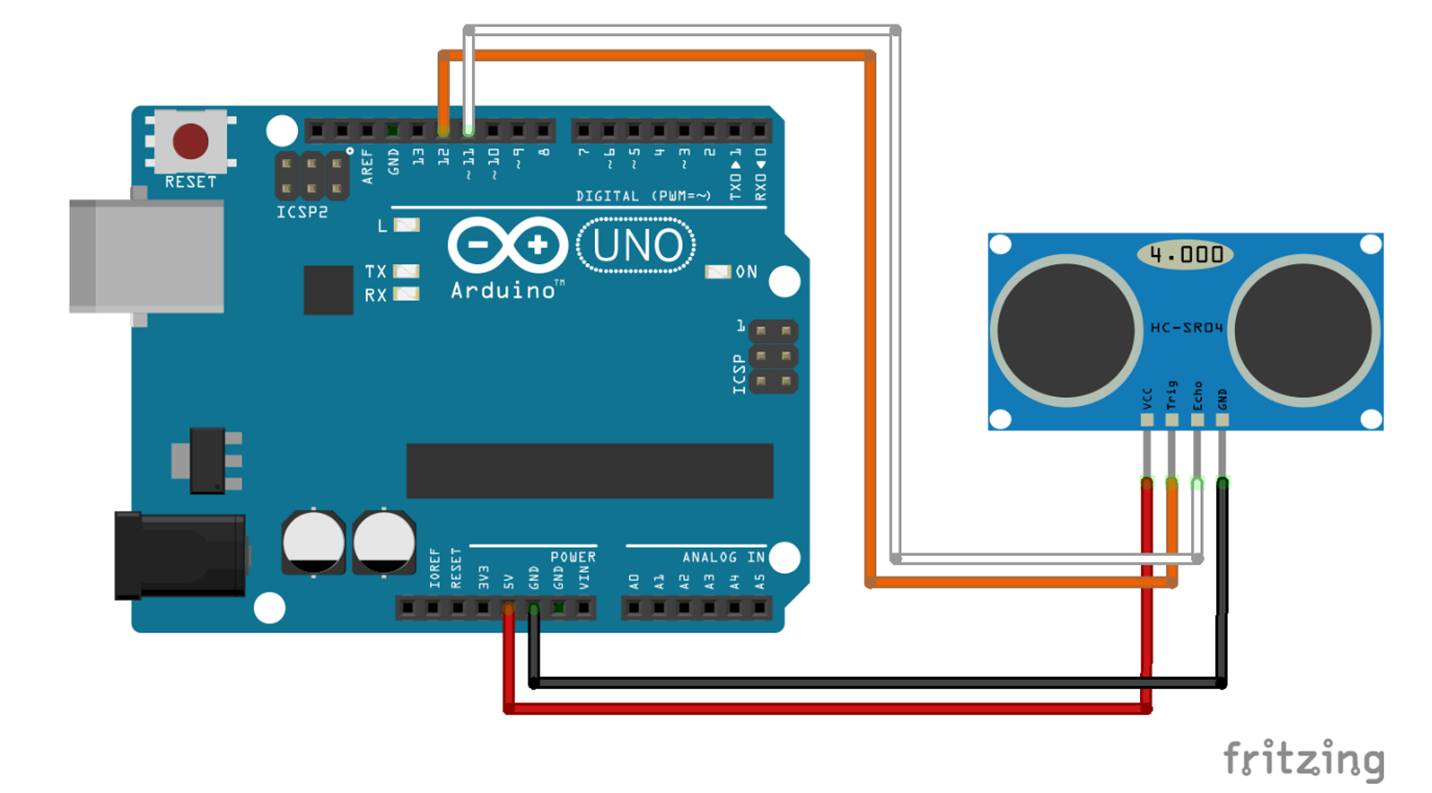 RESET
ICSP2
AREF
GND
13
12
~11
~10
~9
8
7
~6
~5
4
~3
2
TX0▶1
RX0◀0
DIGITAL (PWM=~)
L
TX
RX
UNO
Arduino™
ON
1
ICSP
4.000
HC-SR04
VCC
Trig
Echo
GND
POWER
ANALOG IN
IOREF
RESET
3V3
5V
GND
GND
VIN
A0
A1
A2
A3
A4
A5
fritzing